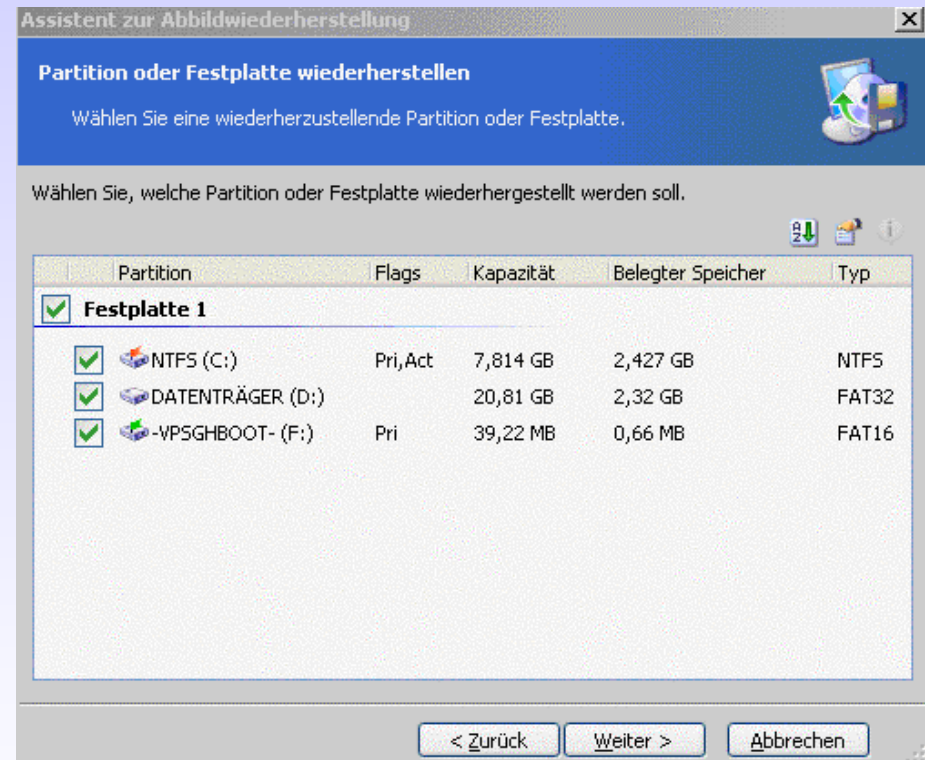 Assistent zur Abbildwiederherstellung
Partition oder Festplatte wiederherstellen
Wählen Sie eine wiederherzustellende Partition oder Festplatte.
Wählen Sie, welche Partition oder Festplatte wiederhergestellt werden soll.
Partition Flags Kapazität Belegter Speicher Typ
Festplatte 1
NTFS (C:) Pri,Act 7,814 GB 2,427 GB NTFS
DATENTRÄGER (D:) 20,81 GB 2,32 GB FAT32
-VPSGHBOOT- (F:) Pri 39,22 MB 0,66 MB FAT16
< Zurück Weiter > Abbrechen